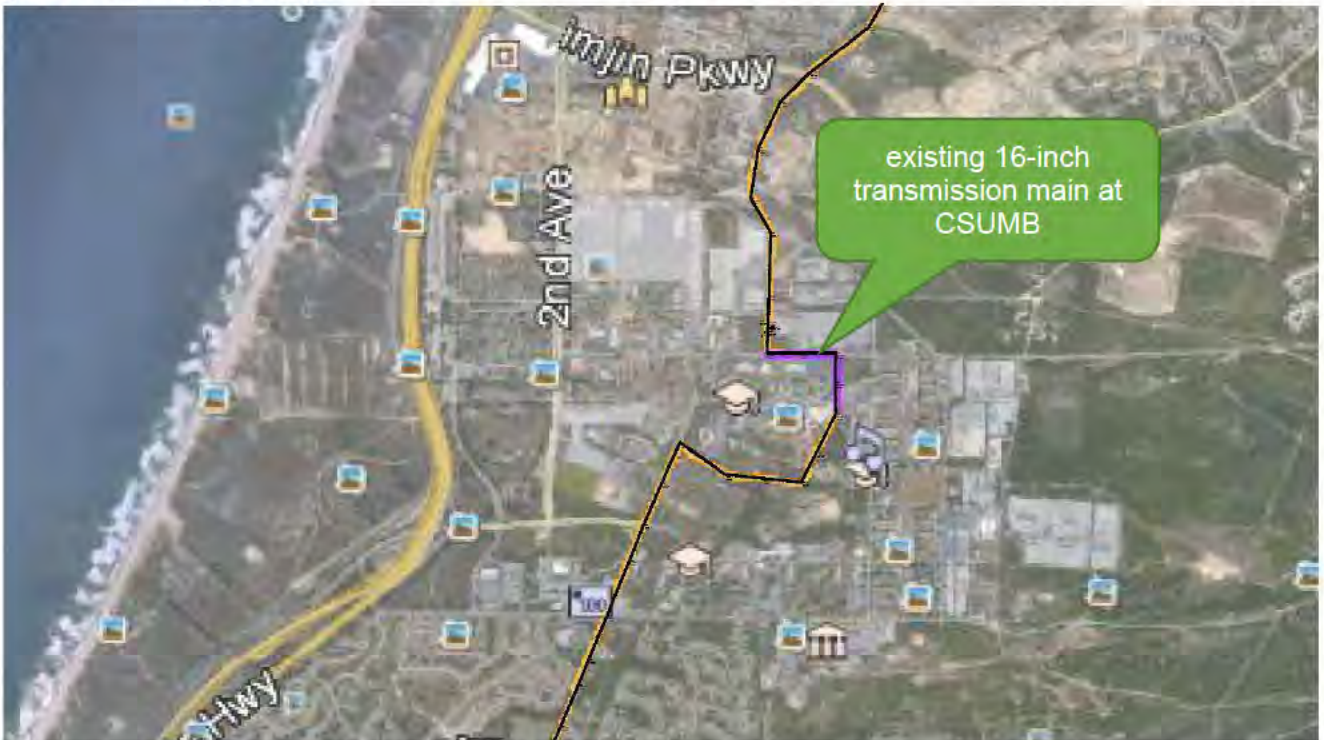 imjin Pkwy
existing 16-inch
transmission main at
CSUMB
2nd Ave
Hwy